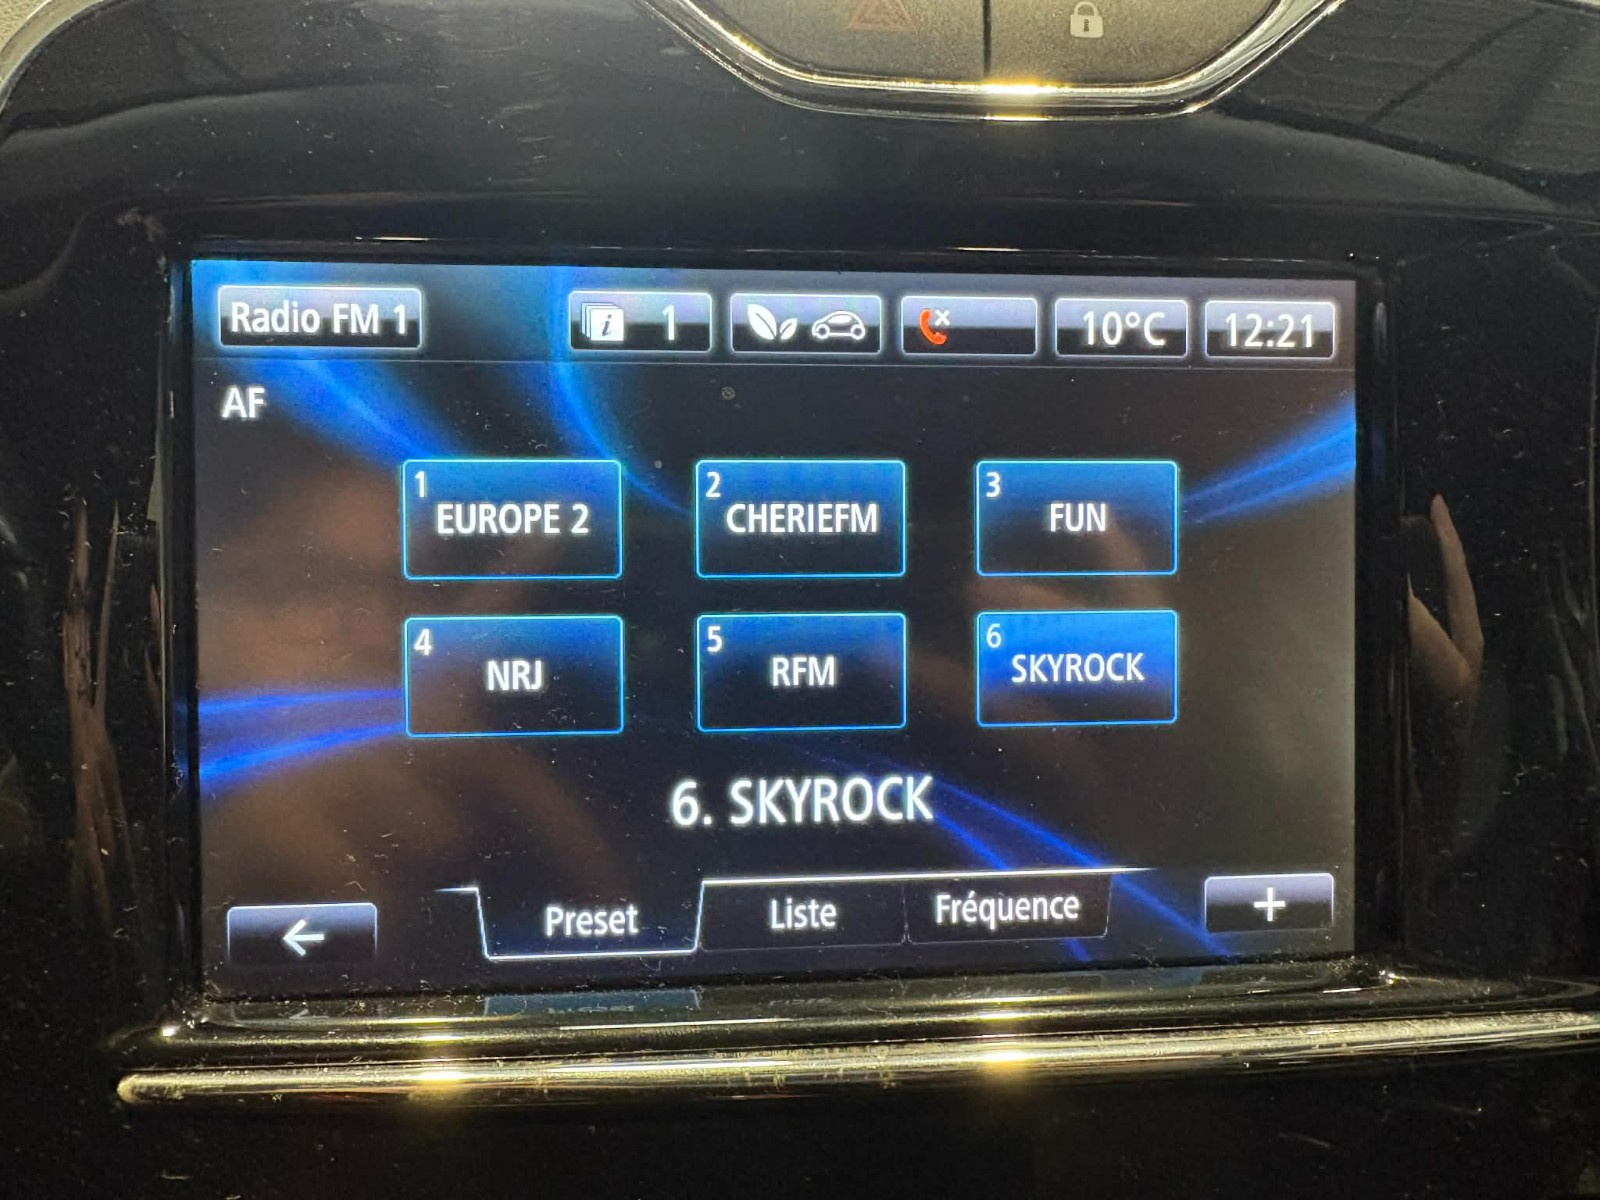 Radio FM 1
i 1
10°C
12:21
AF
1 EUROPE 2
2 CHERIEFM
3 FUN
4 NRJ
5 RFM
6 SKYROCK
6. SKYROCK
Preset
Liste
Fréquence
+